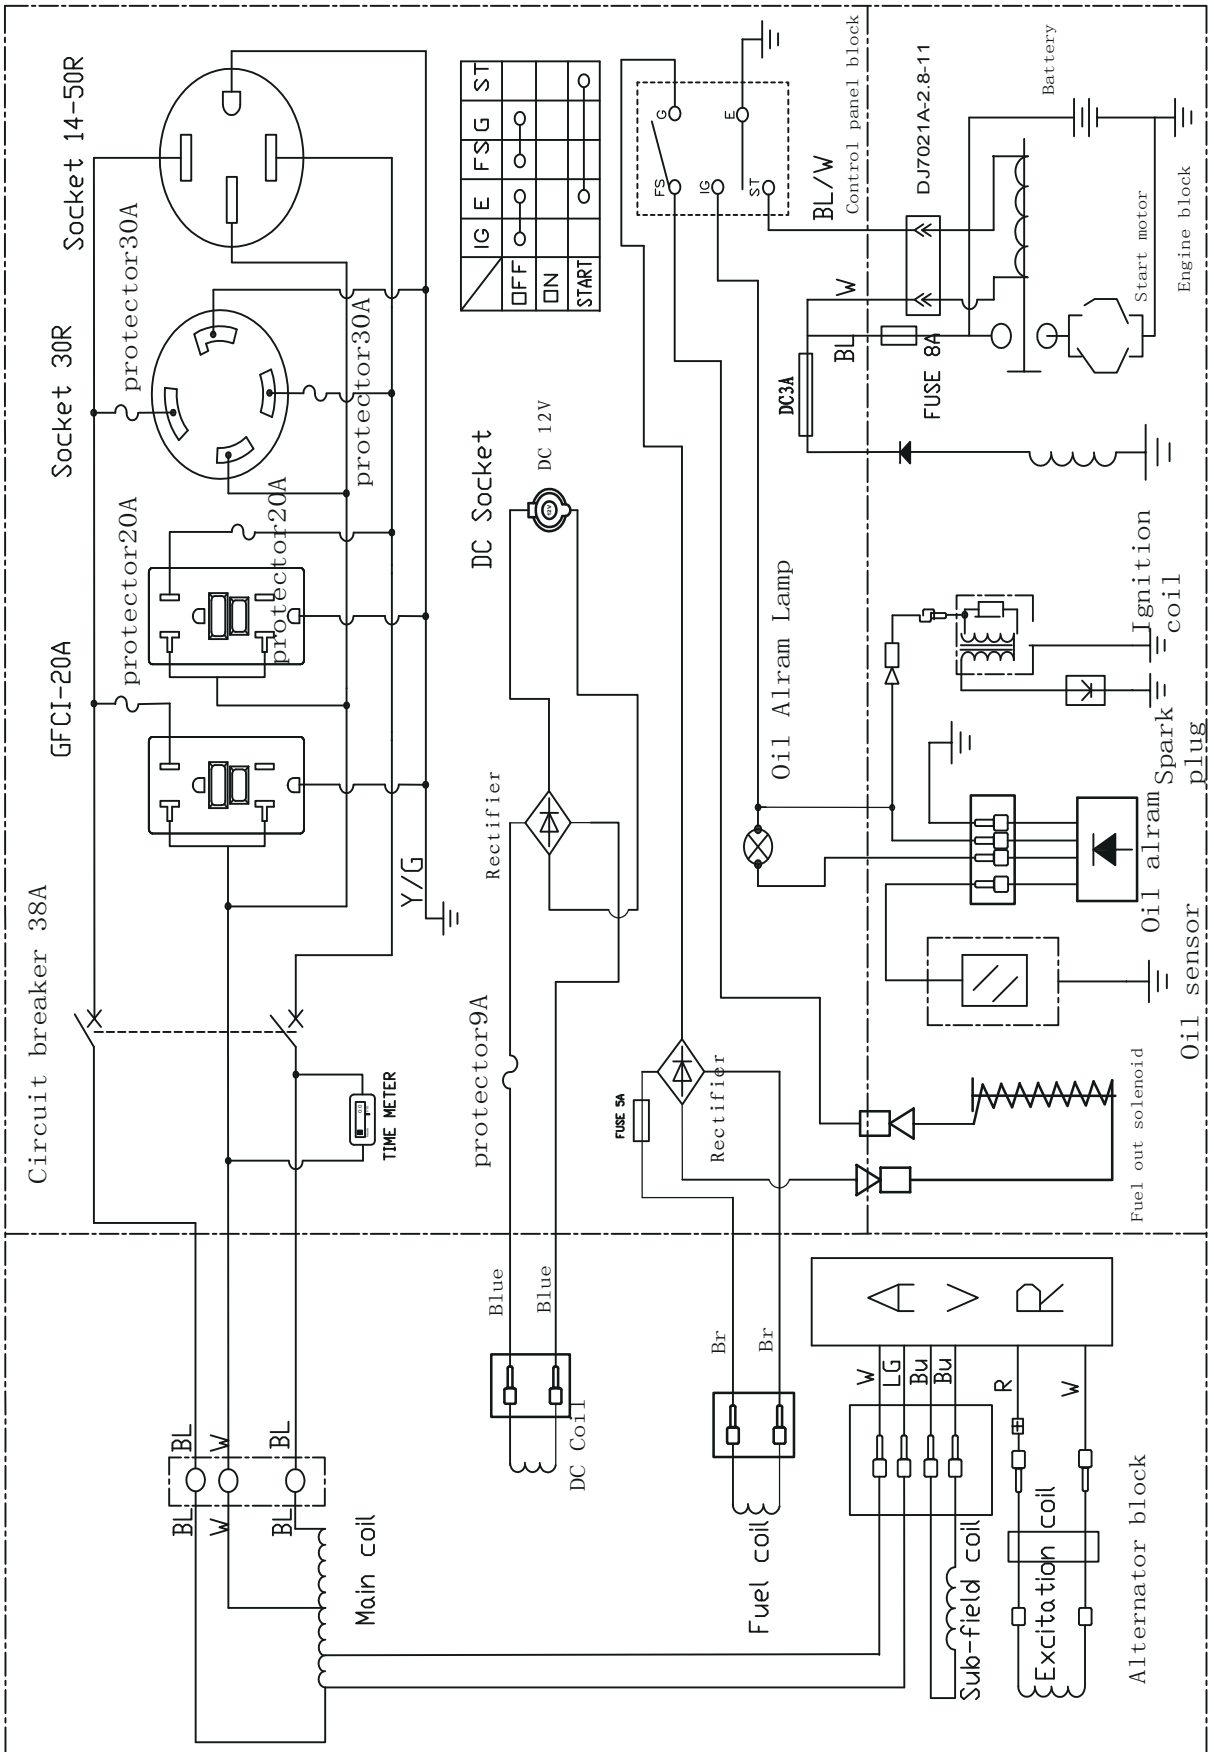 Socket 14-50R
Socket 30R
GFCI-20A
Circuit breaker 38A
protector30A
protector30A
protector20A
protector20A
Y/G
TIME METER
IG E FS G ST
OFF
ON
START
DC Socket
DC 12V
12V
Rectifier
protector9A
G
FS
E
IG
ST
Control panel block
BL/W
W
BL
DC3A
FUSE 8A
DJ7021A-2.8-11
Battery
Start motor
Engine block
Oil Alram Lamp
Ignition
coil
Spark
plug
Oil alram
Oil sensor
Fuel out solenoid
FUSE 5A
Rectifier
Blue
Blue
Br
Br
BL
W
BL
BL
W
BL
Main coil
DC Coil
Fuel coil
A V R
W
LG
Bu
Bu
R
W
Sub-field coil
Excitation coil
Alternator block